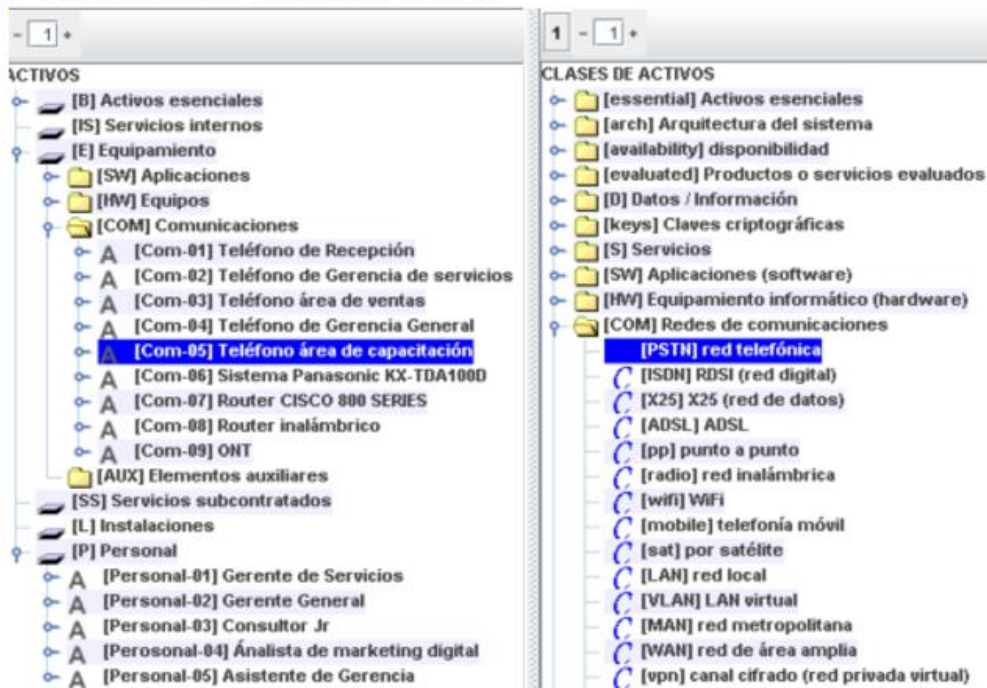 - 1 +
ACTIVOS
[B] Activos esenciales
[IS] Servicios internos
[E] Equipamiento
[SW] Aplicaciones
[HW] Equipos
[COM] Comunicaciones
A [Com-01] Teléfono de Recepción
A [Com-02] Teléfono de Gerencia de servicios
A [Com-03] Teléfono área de ventas
A [Com-04] Teléfono de Gerencia General
A [Com-05] Teléfono área de capacitación
A [Com-06] Sistema Panasonic KX-TDA100D
A [Com-07] Router CISCO 800 SERIES
A [Com-08] Router inalámbrico
A [Com-09] ONT
[AUX] Elementos auxiliares
[SS] Servicios subcontratados
[L] Instalaciones
[P] Personal
A [Personal-01] Gerente de Servicios
A [Personal-02] Gerente General
A [Personal-03] Consultor Jr
A [Perosonal-04] Ánalista de marketing digital
A [Personal-05] Asistente de Gerencia
1 - 1 +
CLASES DE ACTIVOS
[essential] Activos esenciales
[arch] Arquitectura del sistema
[availability] disponibilidad
[evaluated] Productos o servicios evaluados
[D] Datos / Información
[keys] Claves criptográficas
[S] Servicios
[SW] Aplicaciones (software)
[HW] Equipamiento informático (hardware)
[COM] Redes de comunicaciones
[PSTN] red telefónica
[ISDN] RDSI (red digital)
[X25] X25 (red de datos)
[ADSL] ADSL
[pp] punto a punto
[radio] red inalámbrica
[wifi] WiFi
[mobile] telefonía móvil
[sat] por satélite
[LAN] red local
[VLAN] LAN virtual
[MAN] red metropolitana
[WAN] red de área amplia
[vpn] canal cifrado (red privada virtual)